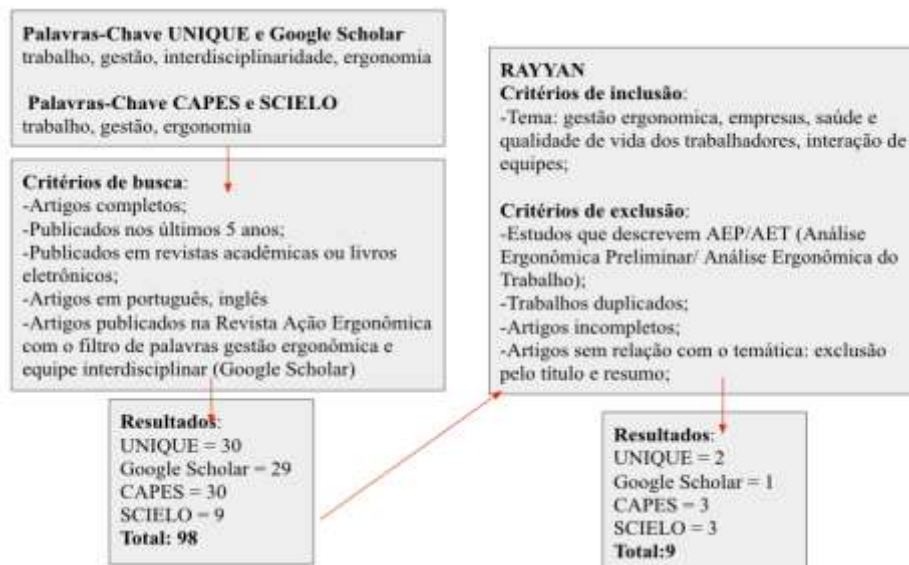 Palavras-Chave UNIQUE e Google Scholar
trabalho, gestão, interdisciplinaridade, ergonomia
Palavras-Chave CAPES e SCIELO
trabalho, gestão, ergonomia
Critérios de busca:
-Artigos completos;
-Publicados nos últimos 5 anos;
-Publicados em revistas acadêmicas ou livros
eletrônicos;
-Artigos em português, inglês
-Artigos publicados na Revista Ação Ergonômica
com o filtro de palavras gestão ergonômica e
equipe interdisciplinar (Google Scholar)
Resultados:
UNIQUE = 30
Google Scholar = 29
CAPES = 30
SCIELO = 9
Total: 98
RAYYAN
Critérios de inclusão:
-Tema: gestão ergonomica, empresas, saúde e
qualidade de vida dos trabalhadores, interação de
equipes;
Critérios de exclusão:
-Estudos que descrevem AEP/AET (Análise
Ergonômica Preliminar/ Análise Ergonômica do
Trabalho);
-Trabalhos duplicados;
-Artigos incompletos;
-Artigos sem relação com o temática: exclusão
pelo título e resumo;
Resultados:
UNIQUE = 2
Google Scholar = 1
CAPES = 3
SCIELO = 3
Total:9